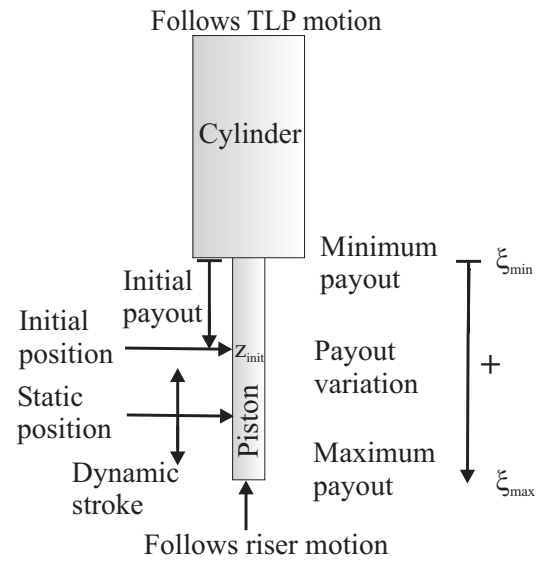 Follows TLP motion
Cylinder
Minimum
payout
ξmin
Initial
payout
Initial
position
zinit
Payout
variation
+
Static
position
Piston
Maximum
payout
ξmax
Dynamic
stroke
Follows riser motion